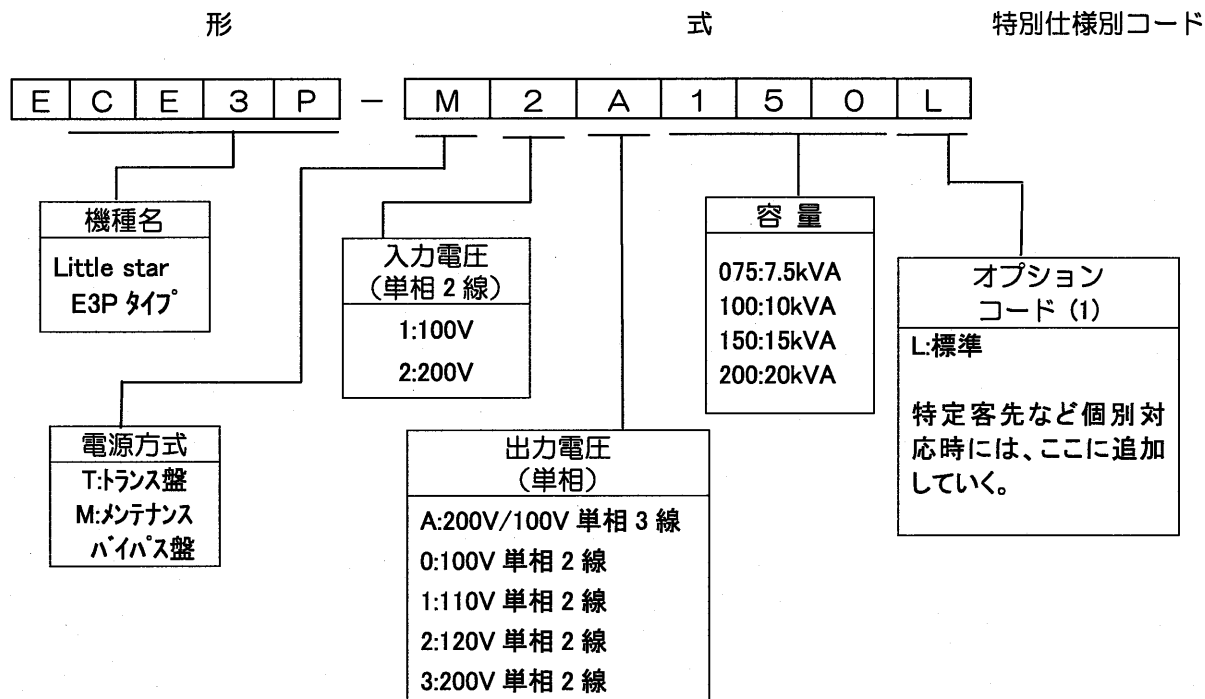 形 式 特別仕様別コード
E C E 3 P - M 2 A 1 5 0 L
機種名
Little star
E3P タイプ
電源方式
T:トランス盤
M:メンテナンス
バイパス盤
入力電圧
(単相 2 線)
1:100V
2:200V
出力電圧
(単相)
A:200V/100V 単相 3 線
0:100V 単相 2 線
1:110V 単相 2 線
2:120V 単相 2 線
3:200V 単相 2 線
容 量
075:7.5kVA
100:10kVA
150:15kVA
200:20kVA
オプション
コード (1)
L:標準
特定客先など個別対
応時には、ここに追加
していく。